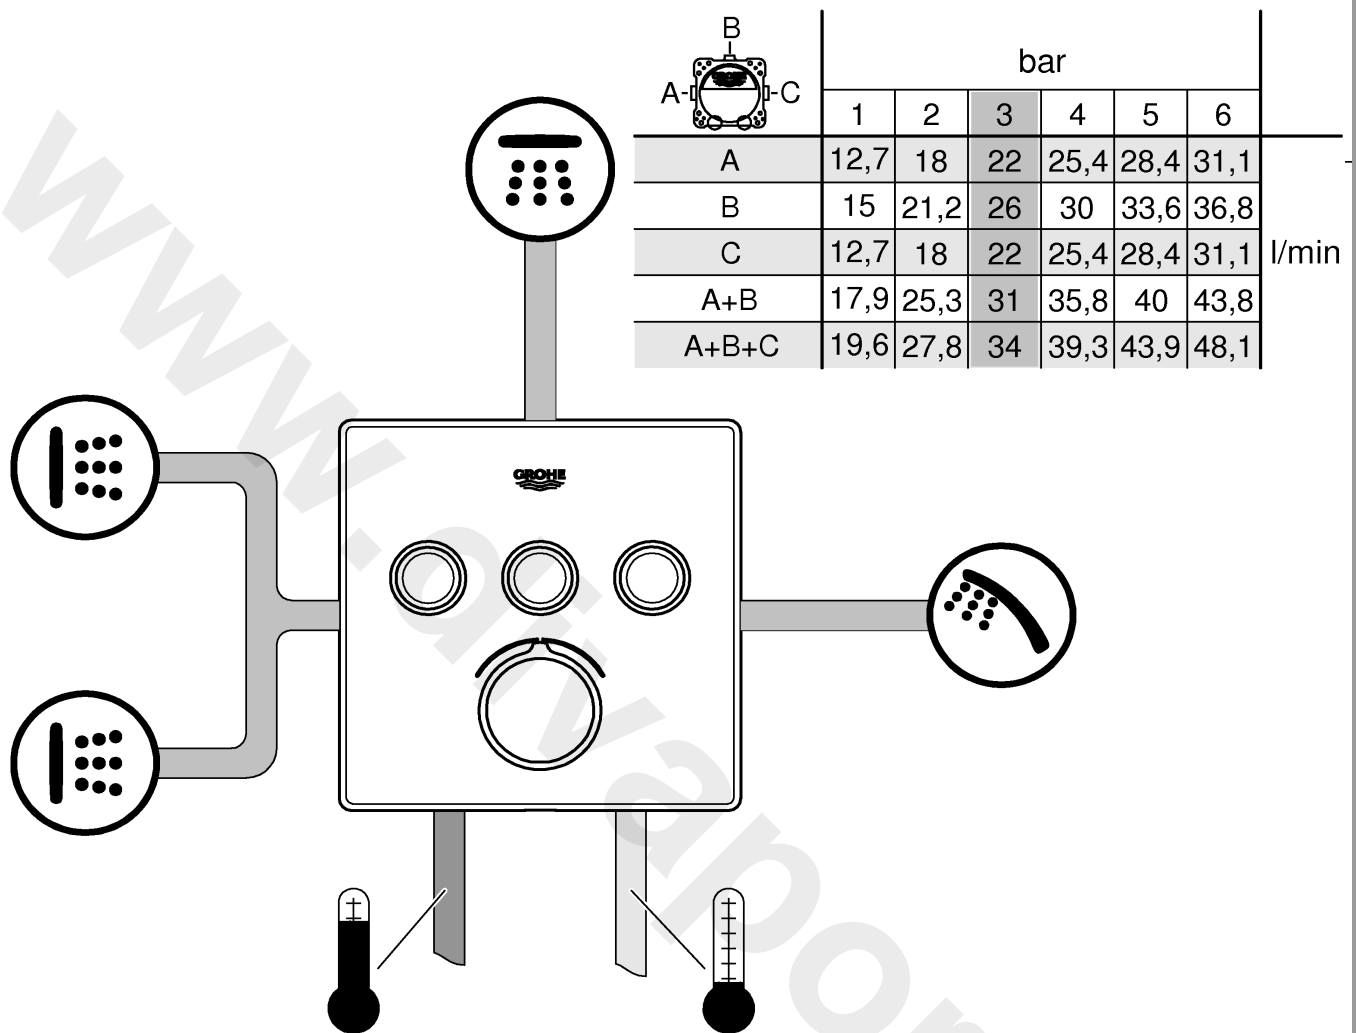 B
bar
A C
1 2 3 4 5 6
A 12,7 18 22 25,4 28,4 31,1
B 15 21,2 26 30 33,6 36,8
C 12,7 18 22 25,4 28,4 31,1 l/min
A+B 17,9 25,3 31 35,8 40 43,8
A+B+C 19,6 27,8 34 39,3 43,9 48,1
GROHE
www.divapor